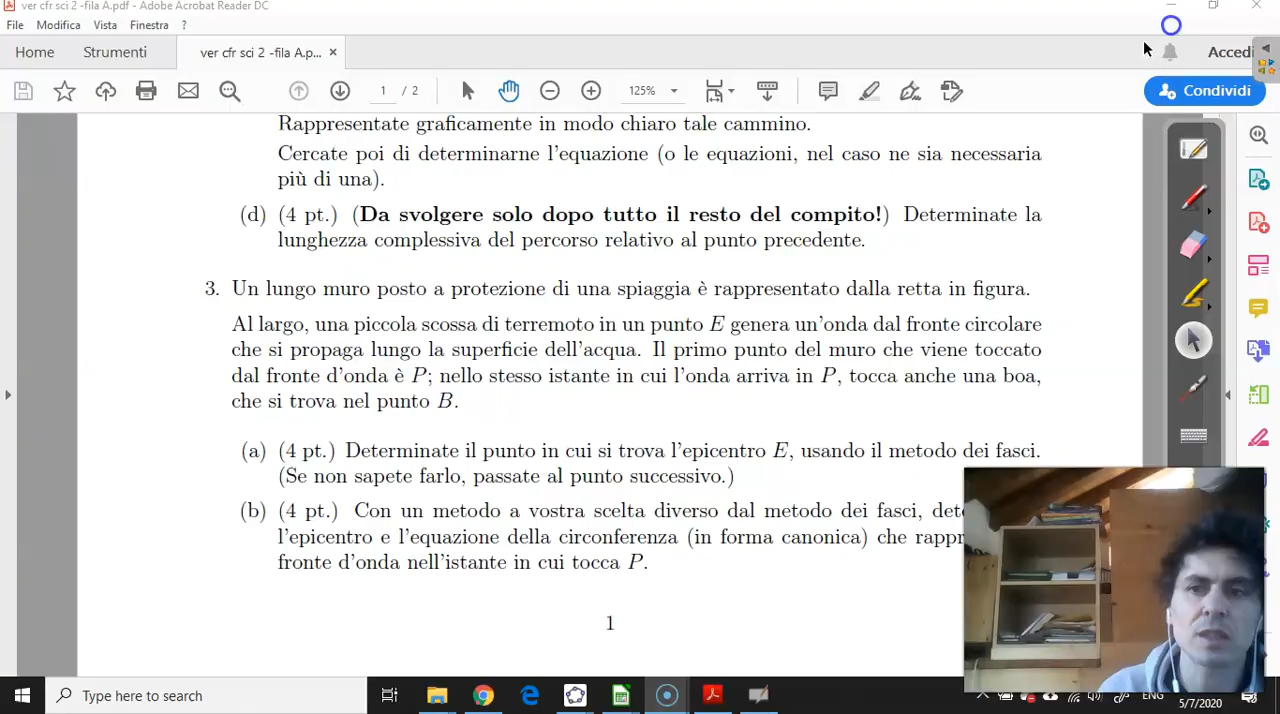 ver cfr sci 2 -fila A.pdf - Adobe Acrobat Reader DC
File Modifica Vista Finestra ?
Home Strumenti ver cfr sci 2 -fila A.p... × Accedi
1 / 2 125% Condividi
Rappresentate graficamente in modo chiaro tale cammino.
Cercate poi di determinarne l'equazione (o le equazioni, nel caso ne sia necessaria
più di una).
(d) (4 pt.) (Da svolgere solo dopo tutto il resto del compito!) Determinate la
lunghezza complessiva del percorso relativo al punto precedente.
3. Un lungo muro posto a protezione di una spiaggia è rappresentato dalla retta in figura.
Al largo, una piccola scossa di terremoto in un punto E genera un'onda dal fronte circolare
che si propaga lungo la superficie dell'acqua. Il primo punto del muro che viene toccato
dal fronte d'onda è P; nello stesso istante in cui l'onda arriva in P, tocca anche una boa,
che si trova nel punto B.
(a) (4 pt.) Determinate il punto in cui si trova l'epicentro E, usando il metodo dei fasci.
(Se non sapete farlo, passate al punto successivo.)
(b) (4 pt.) Con un metodo a vostra scelta diverso dal metodo dei fasci,
l'epicentro e l'equazione della circonferenza (in forma canonica) che
fronte d'onda nell'istante in cui tocca P.
1
Type here to search
ENG
5/7/2020